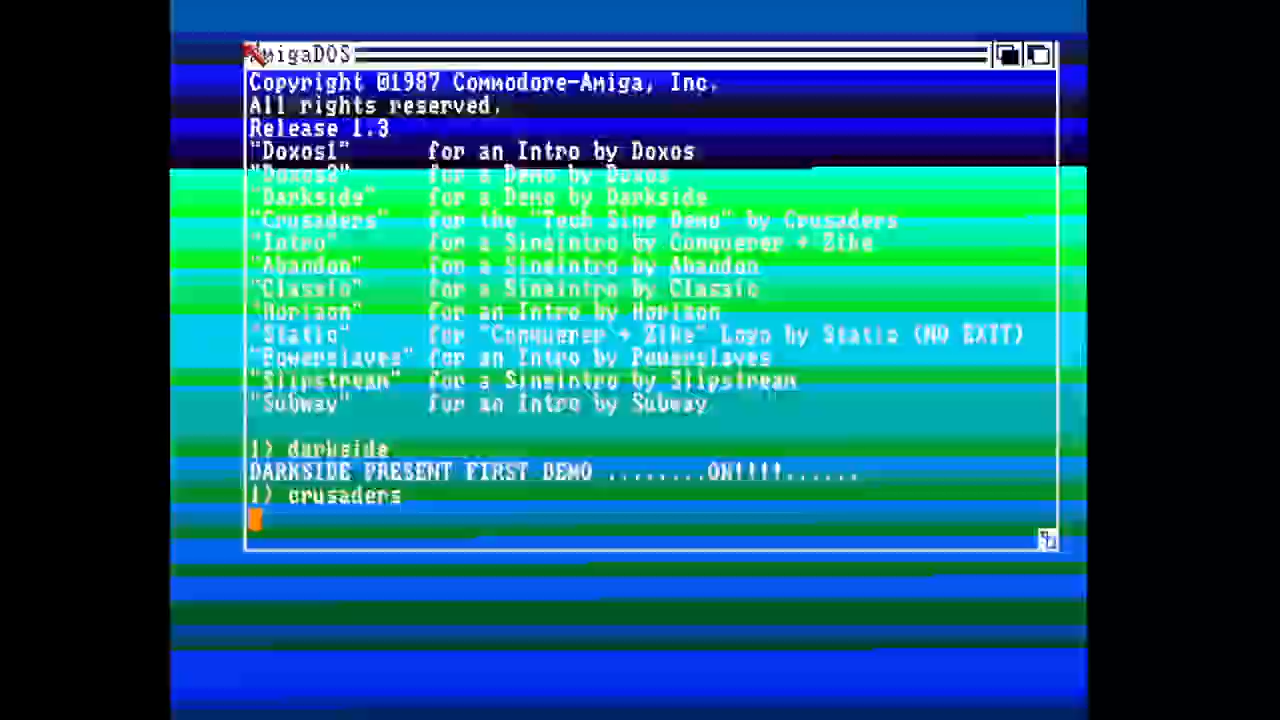 AmigaDOS
Copyright ©1987 Commodore-Amiga, Inc.
All rights reserved.
Release 1.3
"Doxos1" for an Intro by Doxos
"Doxos2" for a Demo by Doxos
"Darkside" for a Demo by Darkside
"Crusaders" for the "Tech Sine Demo" by Crusaders
"Intro" for a Sineintro by Conquerer + Zike
"Abandon" for a Sineintro by Abandon
"Classic" for a Sineintro by Classic
"Horizon" for an Intro by Horizon
"Static" for "Conquerer + Zike" Logo by Static (NO EXIT)
"Powerslaves" for an Intro by Powerslaves
"Slipstream" for a Sineintro by Slipstream
"Subway" for an Intro by Subway
1> darkside
DARKSIDE PRESENT FIRST DEMO ........ON!!!!......
1> crusaders